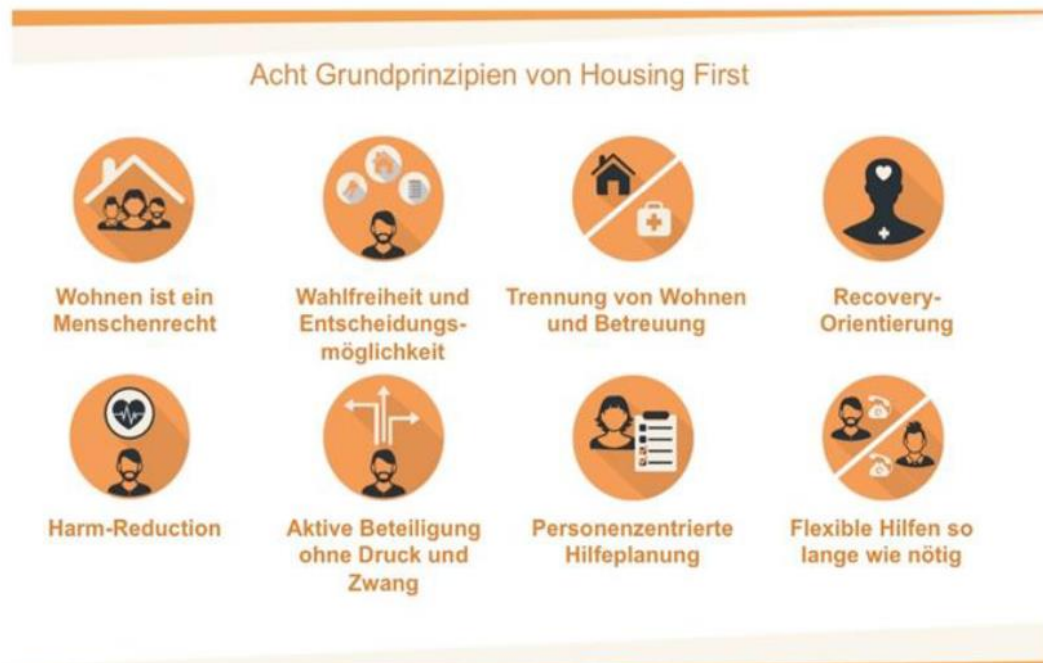 Acht Grundprinzipien von Housing First
Wohnen ist ein
Menschenrecht
Wahlfreiheit und
Entscheidungs-
möglichkeit
Trennung von Wohnen
und Betreuung
Recovery-
Orientierung
Harm-Reduction
Aktive Beteiligung
ohne Druck und
Zwang
Personenzentrierte
Hilfeplanung
Flexible Hilfen so
lange wie nötig